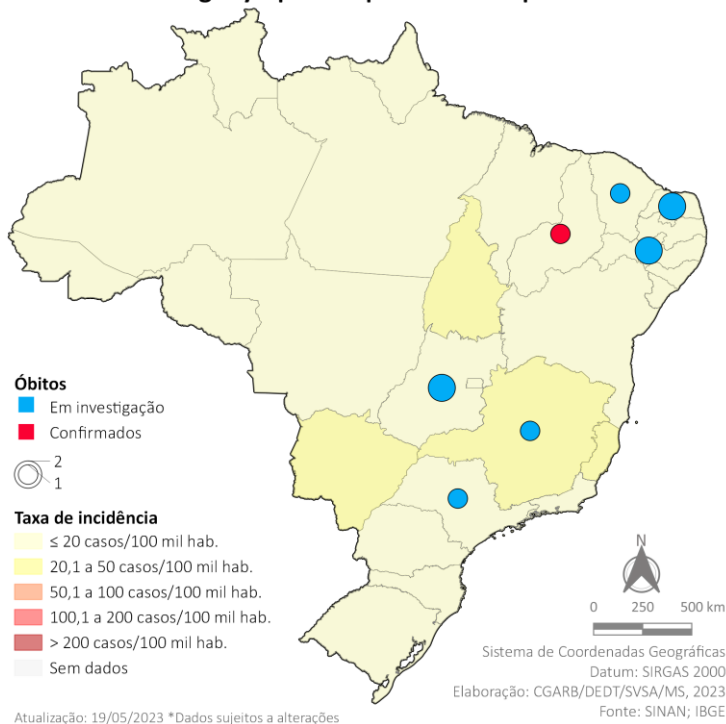 Óbitos
Em investigação
Confirmados
2
1
Taxa de incidência
≤ 20 casos/100 mil hab.
20,1 a 50 casos/100 mil hab.
50,1 a 100 casos/100 mil hab.
100,1 a 200 casos/100 mil hab.
> 200 casos/100 mil hab.
Sem dados
Atualização: 19/05/2023 *Dados sujeitos a alterações
N
0 250 500 km
Sistema de Coordenadas Geográficas
Datum: SIRGAS 2000
Elaboração: CGARB/DEDT/SVSA/MS, 2023
Fonte: SINAN; IBGE